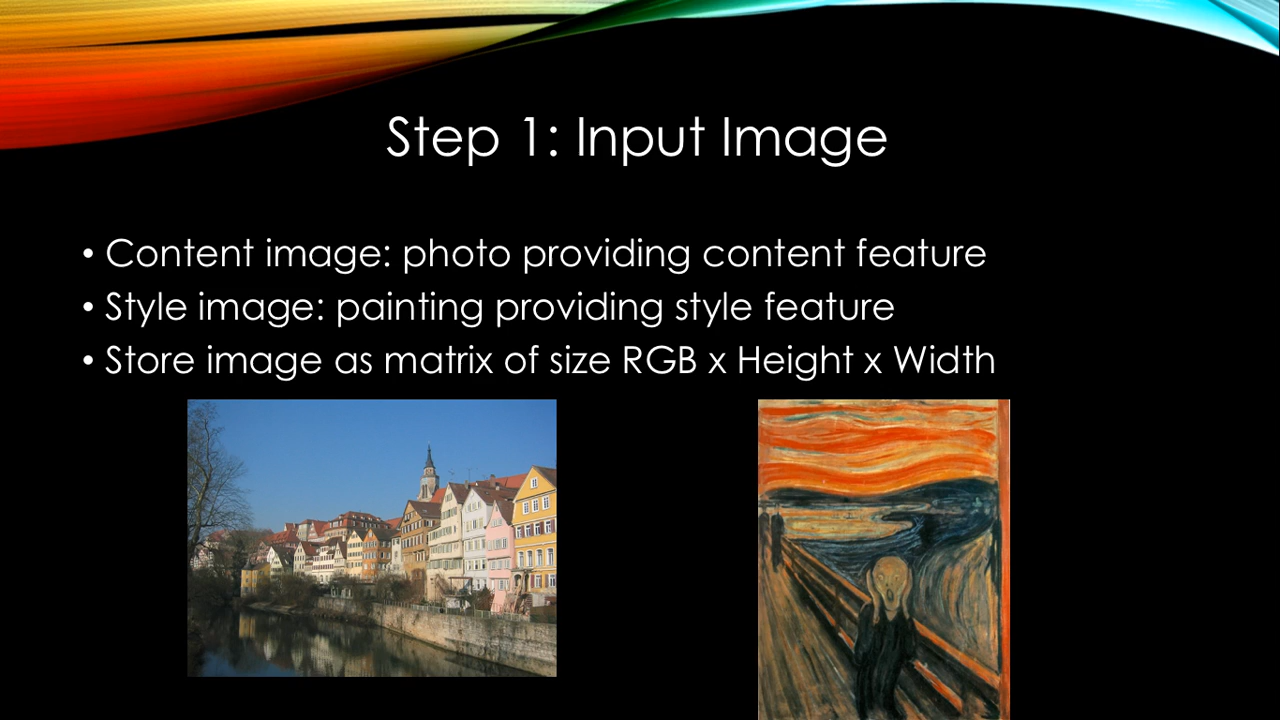 Step 1: Input Image
• Content image: photo providing content feature
• Style image: painting providing style feature
• Store image as matrix of size RGB x Height x Width